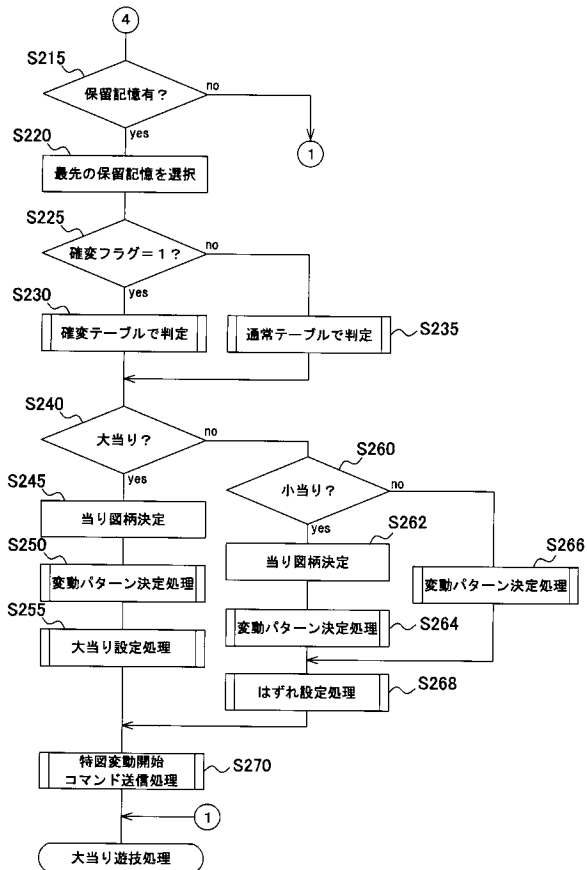 4
S215
保留記憶有?
no
yes
1
S220
最先の保留記憶を選択
S225
確変フラグ=1?
no
yes
S230
確変テーブルで判定
通常テーブルで判定
S235
S240
大当り?
no
yes
S260
小当り?
no
yes
S245
当り図柄決定
S262
当り図柄決定
S266
変動パターン決定処理
S250
変動パターン決定処理
変動パターン決定処理
S264
S255
大当り設定処理
はずれ設定処理
S268
特図変動開始
コマンド送信処理
S270
1
大当り遊技処理